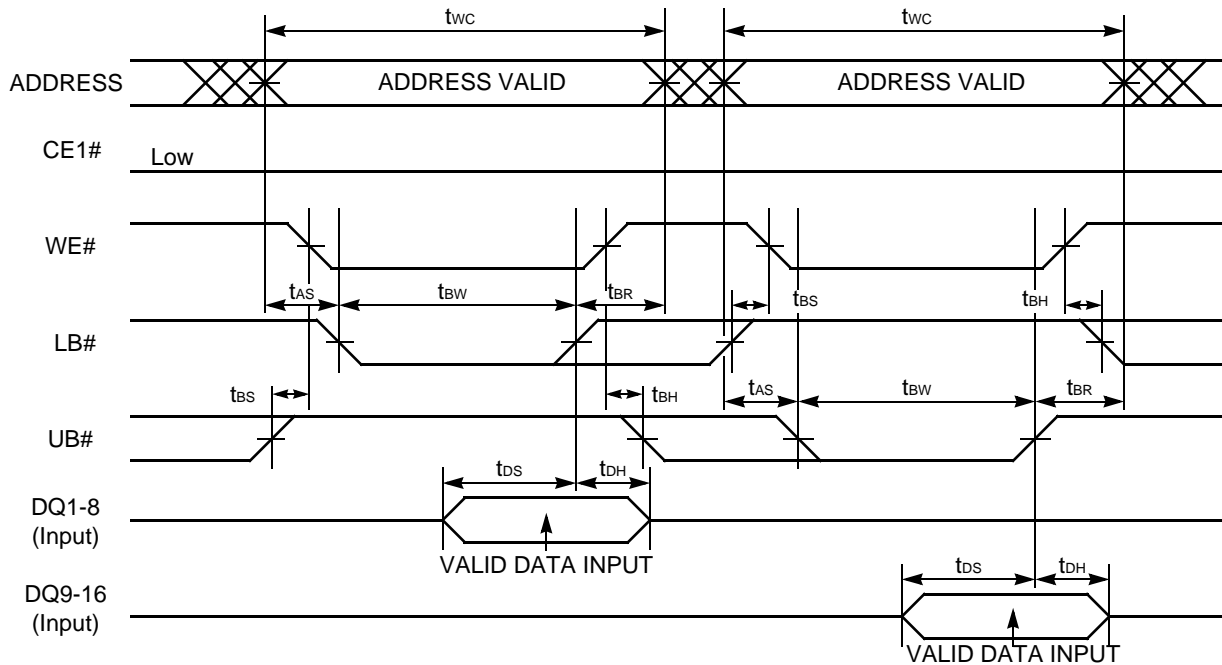 tWC tWC
ADDRESS ADDRESS VALID ADDRESS VALID
CE1# Low
WE#
tAS tBW tBR tBS tBH
LB#
tBS tBH tAS tBW tBR
UB#
tDS tDH
DQ1-8
(Input)
VALID DATA INPUT
tDS tDH
DQ9-16
(Input)
VALID DATA INPUT